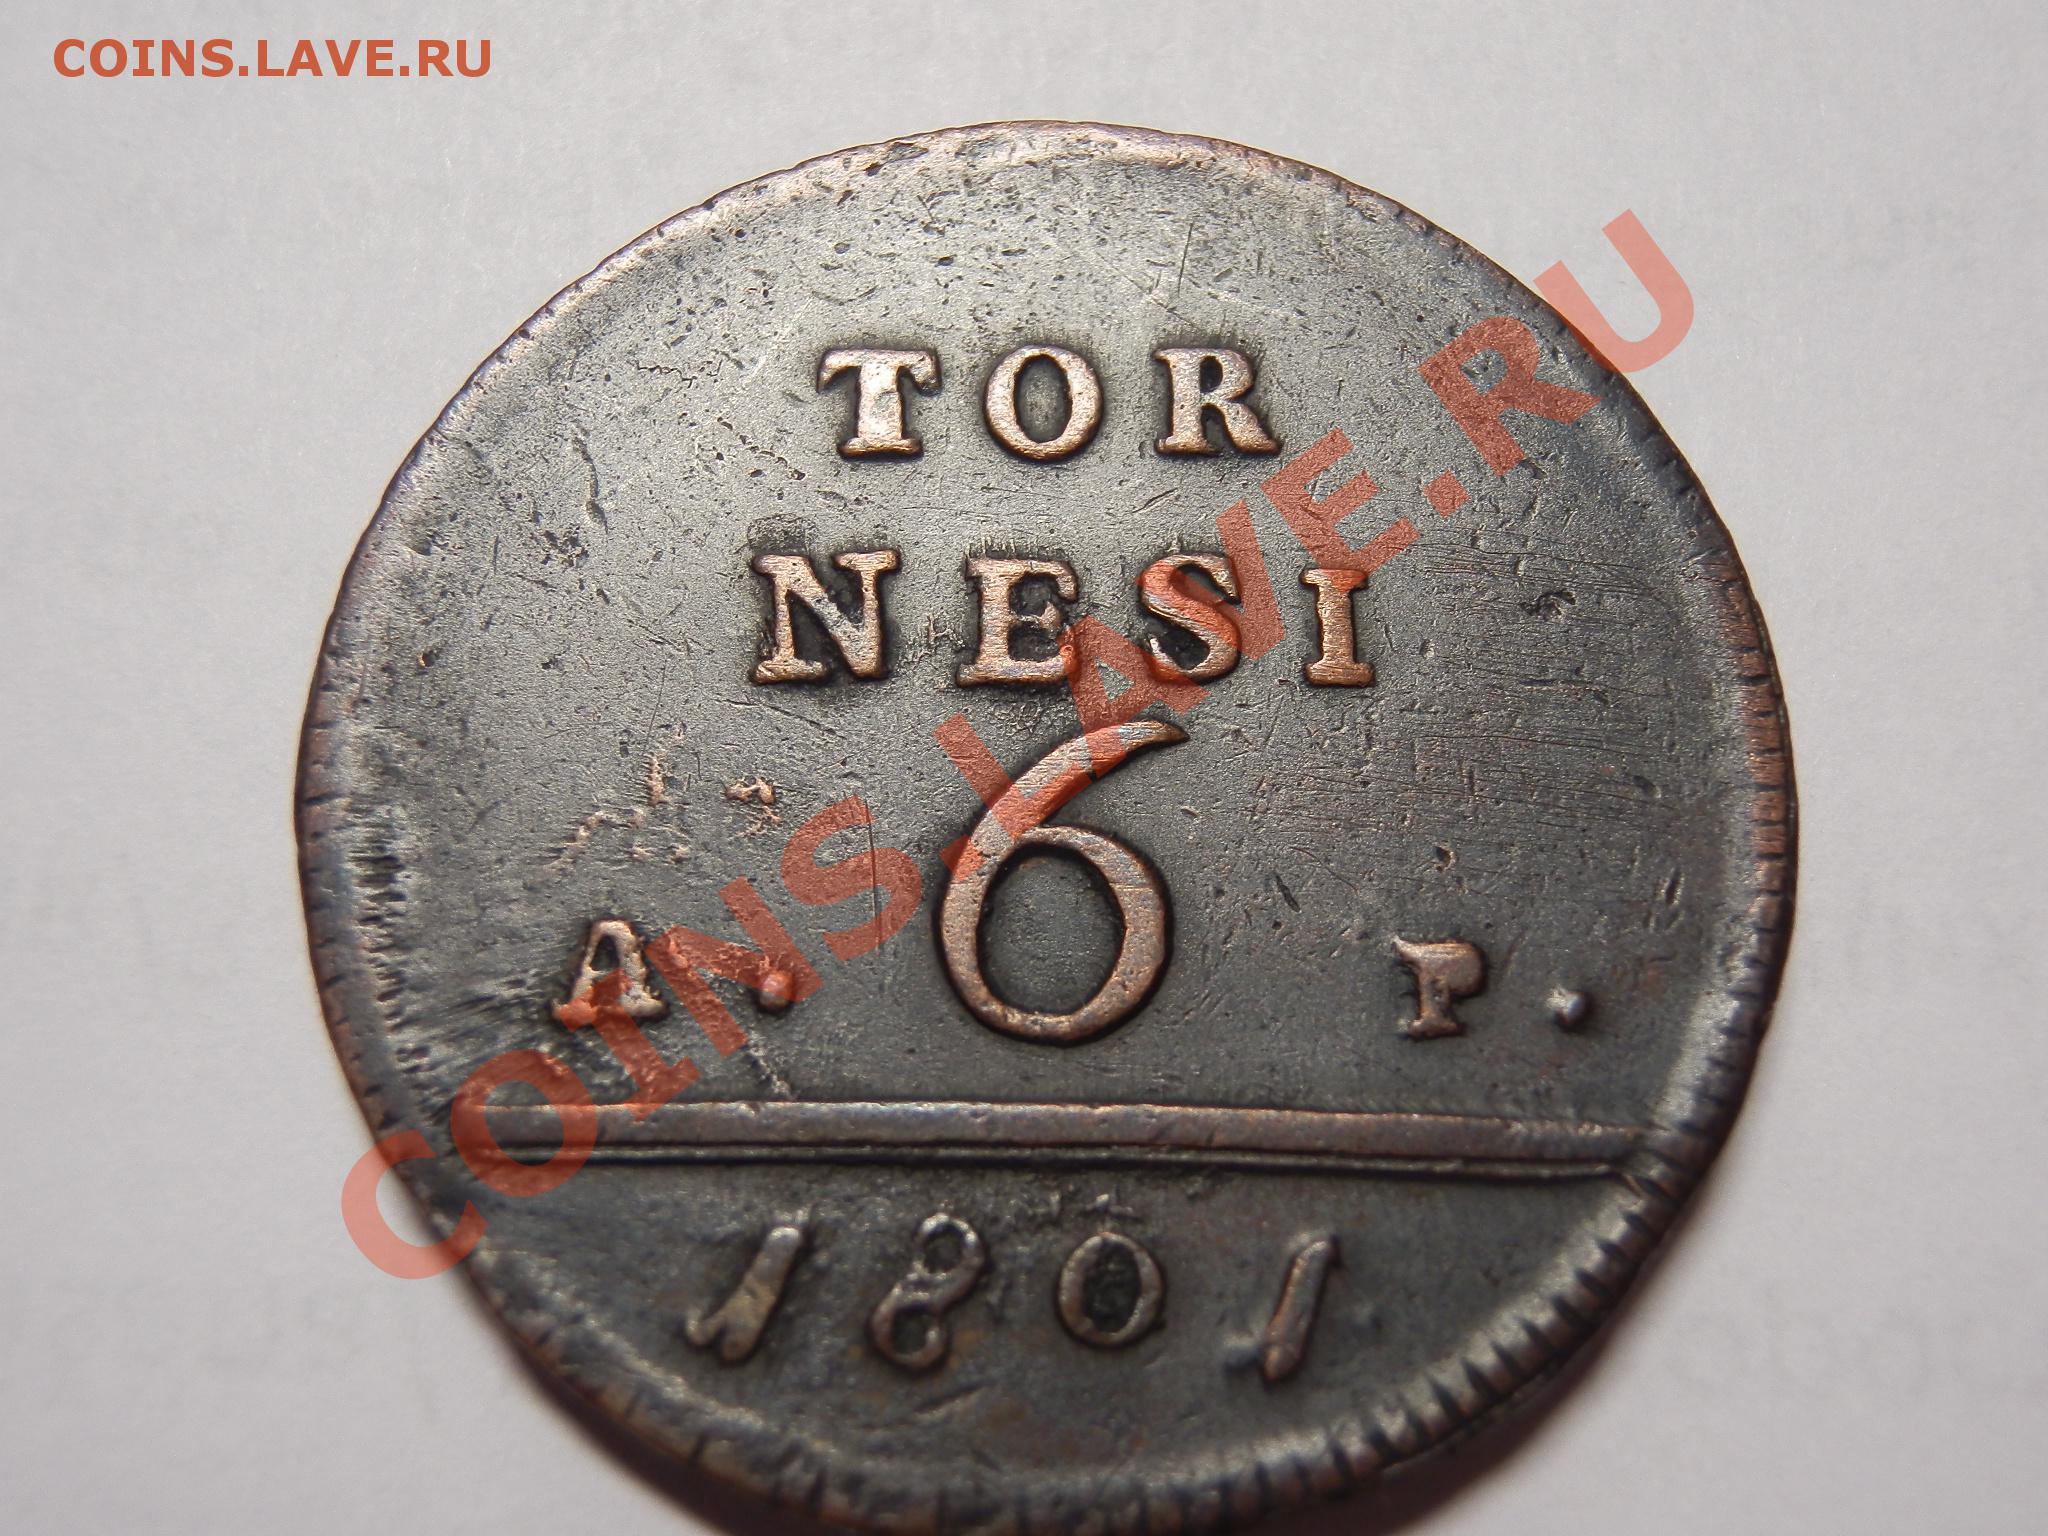 COINS.LAVE.RU
TOR
NESI
A. 6 P.
1801
COINS.LAVE.RU